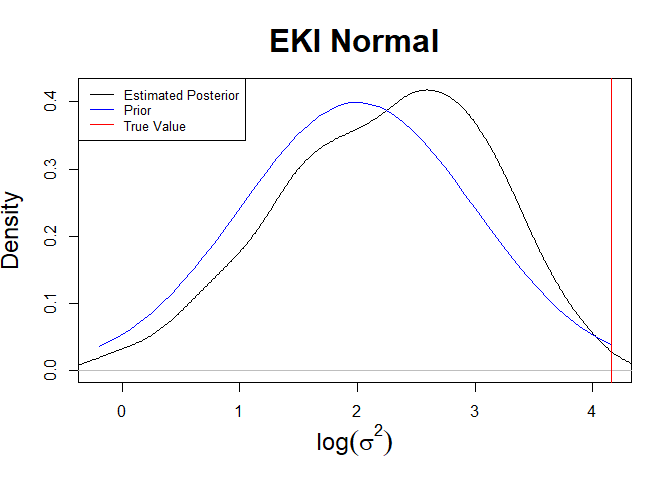 EKI Normal
Estimated Posterior
Prior
True Value
Density
0.0
0.1
0.2
0.3
0.4
0 1 2 3 4
log(σ²)